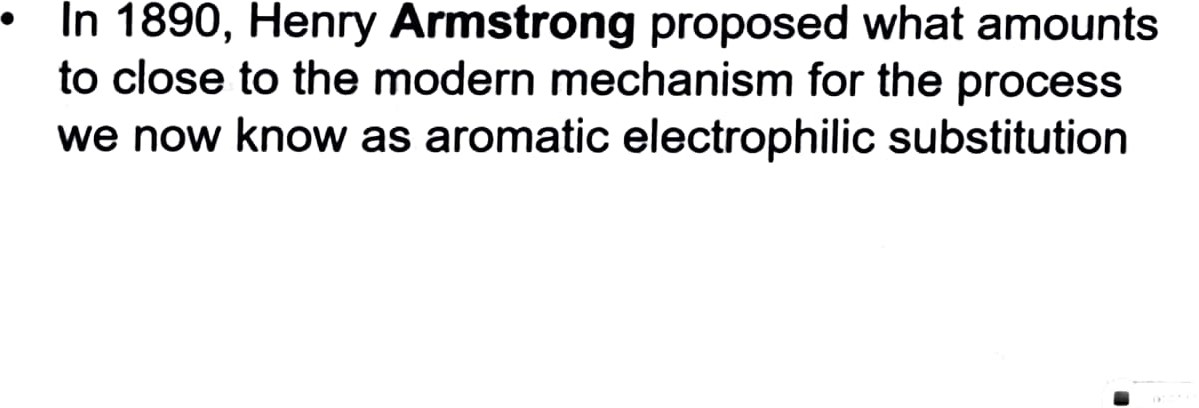 • In 1890, Henry Armstrong proposed what amounts
to close to the modern mechanism for the process
we now know as aromatic electrophilic substitution